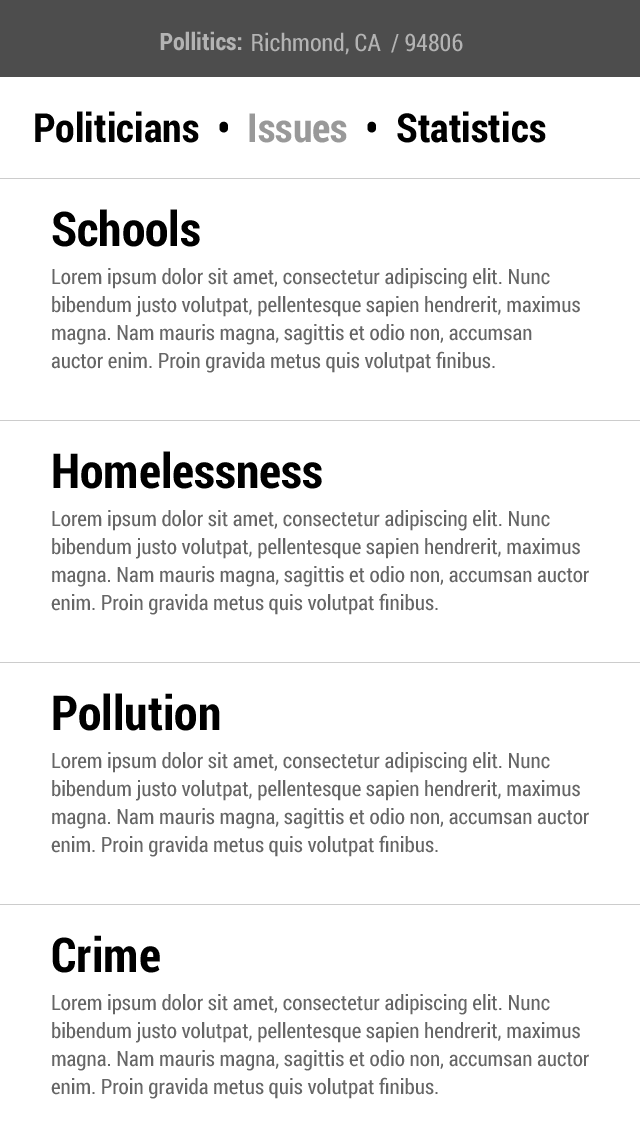 Pollitics: Richmond, CA / 94806
Politicians • Issues • Statistics
Schools
Lorem ipsum dolor sit amet, consectetur adipiscing elit. Nunc
bibendum justo volutpat, pellentesque sapien hendrerit, maximus
magna. Nam mauris magna, sagittis et odio non, accumsan
auctor enim. Proin gravida metus quis volutpat finibus.
Homelessness
Lorem ipsum dolor sit amet, consectetur adipiscing elit. Nunc
bibendum justo volutpat, pellentesque sapien hendrerit, maximus
magna. Nam mauris magna, sagittis et odio non, accumsan auctor
enim. Proin gravida metus quis volutpat finibus.
Pollution
Lorem ipsum dolor sit amet, consectetur adipiscing elit. Nunc
bibendum justo volutpat, pellentesque sapien hendrerit, maximus
magna. Nam mauris magna, sagittis et odio non, accumsan auctor
enim. Proin gravida metus quis volutpat finibus.
Crime
Lorem ipsum dolor sit amet, consectetur adipiscing elit. Nunc
bibendum justo volutpat, pellentesque sapien hendrerit, maximus
magna. Nam mauris magna, sagittis et odio non, accumsan auctor
enim. Proin gravida metus quis volutpat finibus.